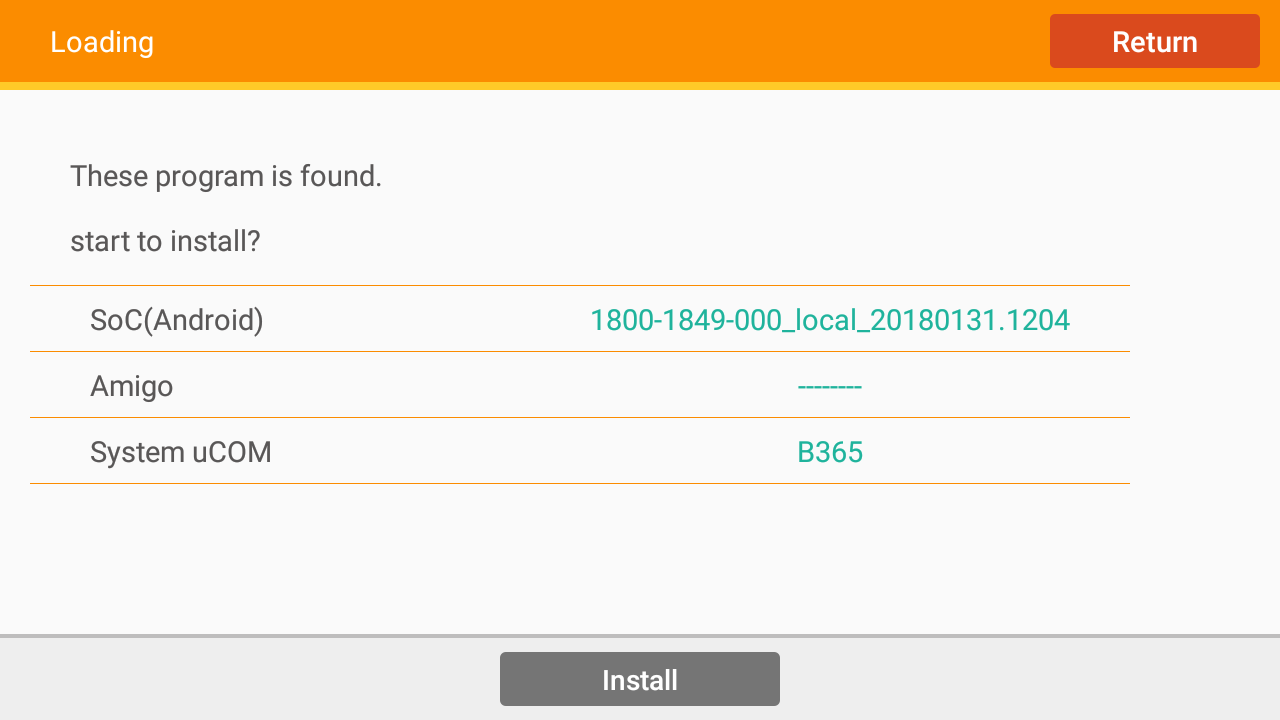 Loading
Return
These program is found.
start to install?
SoC(Android) 1800-1849-000_local_20180131.1204
Amigo --------
System uCOM B365
Install